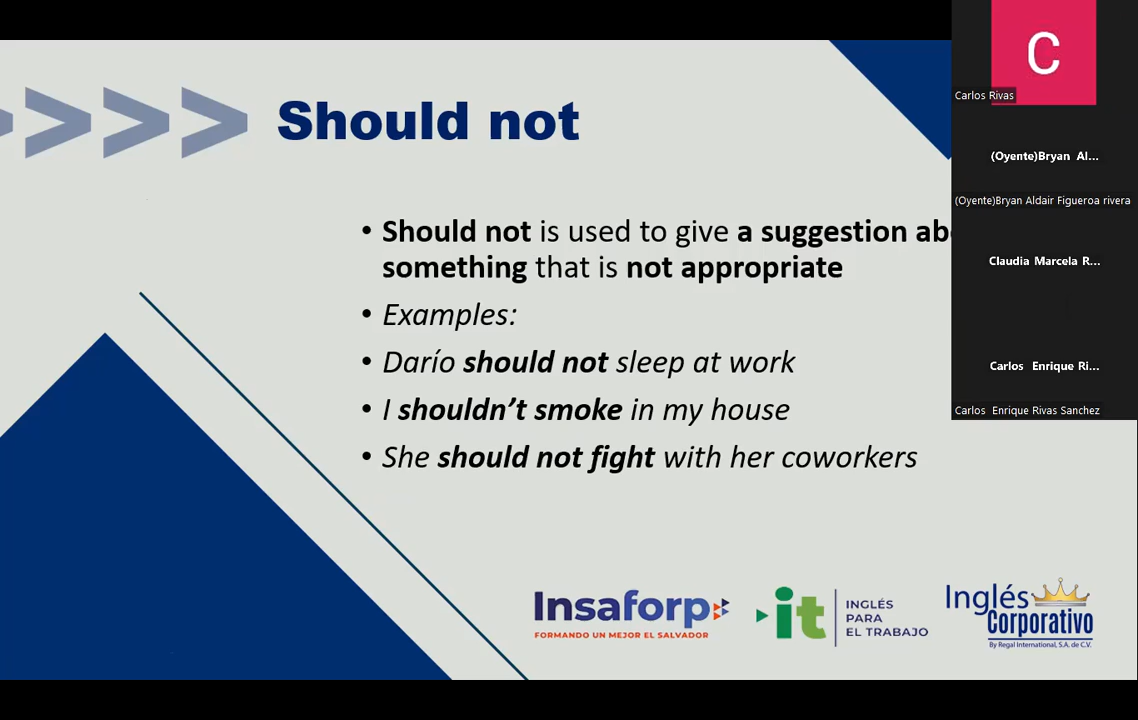 Should not
• Should not is used to give a suggestion
something that is not appropriate
• Examples:
• Darío should not sleep at work
• I shouldn't smoke in my house
• She should not fight with her coworkers
Insaforp
FORMANDO UN MEJOR EL SALVADOR
it
INGLÉS
PARA
EL TRABAJO
Inglés
Corporativo
By Regal International, S.A. de C.V.
C
Carlos Rivas
(Oyente)Bryan Al...
(Oyente)Bryan Aldair Figueroa rivera
Claudia Marcela R...
Carlos Enrique Ri...
Carlos Enrique Rivas Sanchez